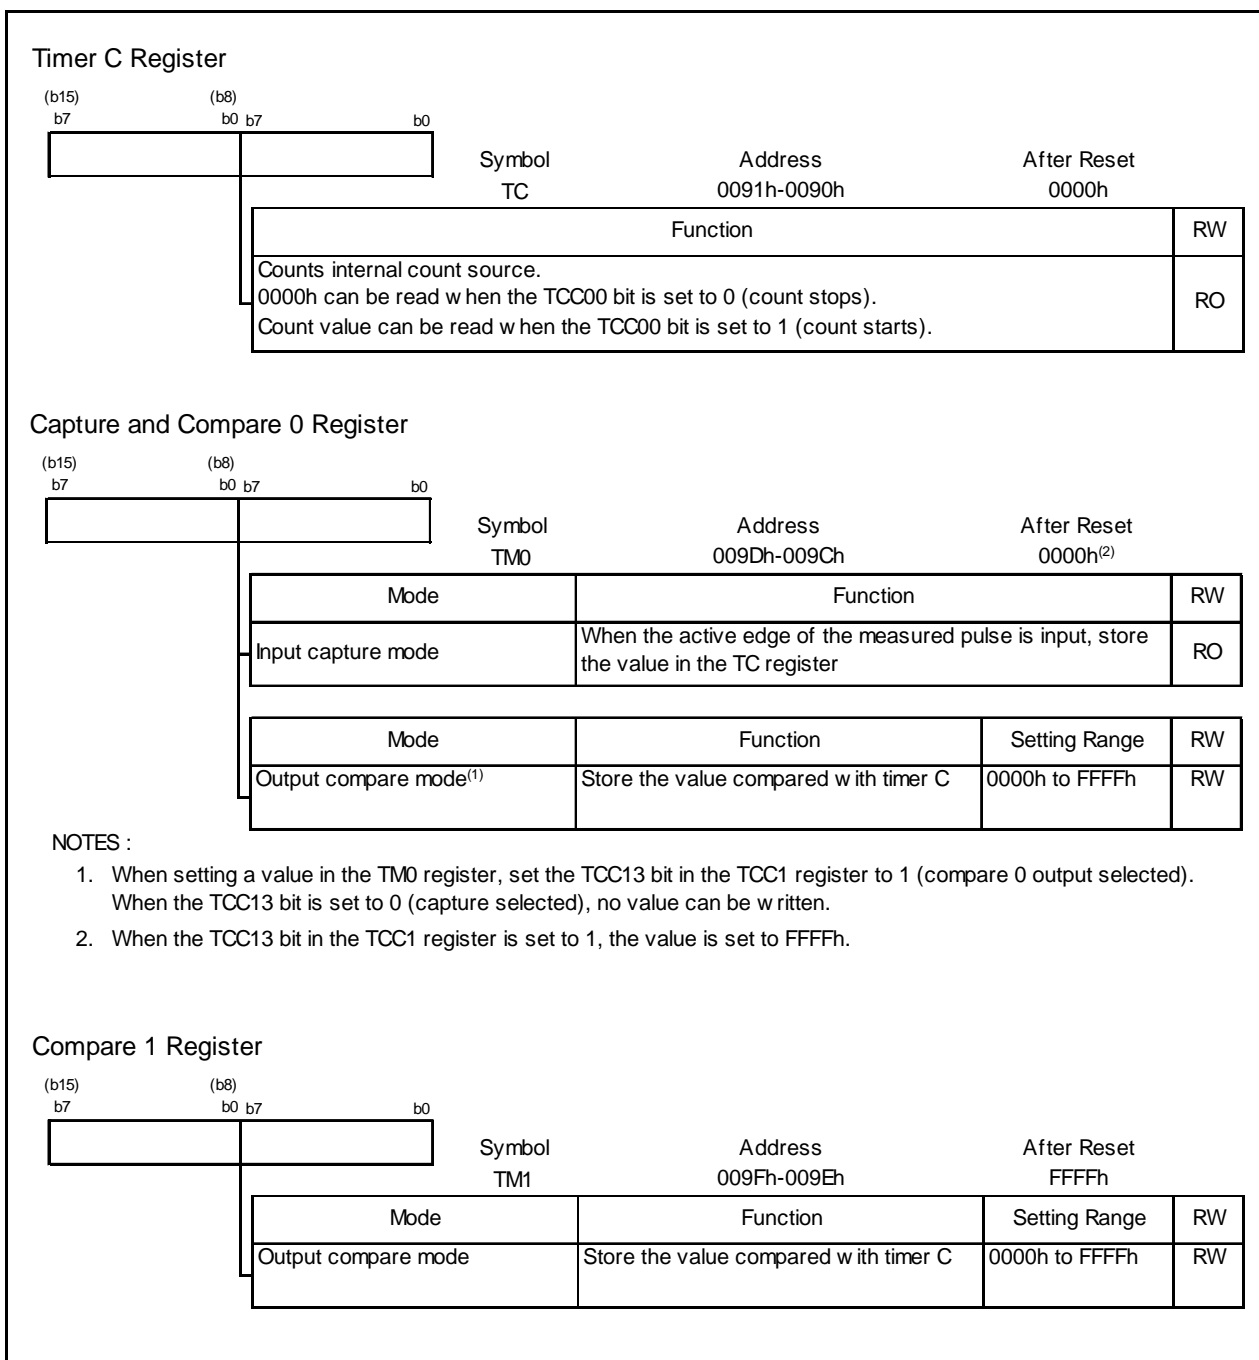 Timer C Register
(b15) (b8)
b7 b0 b7 b0
Symbol Address After Reset
TC 0091h-0090h 0000h
Function RW
Counts internal count source.
0000h can be read when the TCC00 bit is set to 0 (count stops).
Count value can be read when the TCC00 bit is set to 1 (count starts).
RO
Capture and Compare 0 Register
(b15) (b8)
b7 b0 b7 b0
Symbol Address After Reset
TM0 009Dh-009Ch 0000h(2)
Mode Function RW
Input capture mode
When the active edge of the measured pulse is input, store
the value in the TC register
RO
Mode Function Setting Range RW
Output compare mode(1) Store the value compared with timer C 0000h to FFFFh RW
NOTES :
1. When setting a value in the TM0 register, set the TCC13 bit in the TCC1 register to 1 (compare 0 output selected).
When the TCC13 bit is set to 0 (capture selected), no value can be written.
2. When the TCC13 bit in the TCC1 register is set to 1, the value is set to FFFFh.
Compare 1 Register
(b15) (b8)
b7 b0 b7 b0
Symbol Address After Reset
TM1 009Fh-009Eh FFFFh
Mode Function Setting Range RW
Output compare mode Store the value compared with timer C 0000h to FFFFh RW